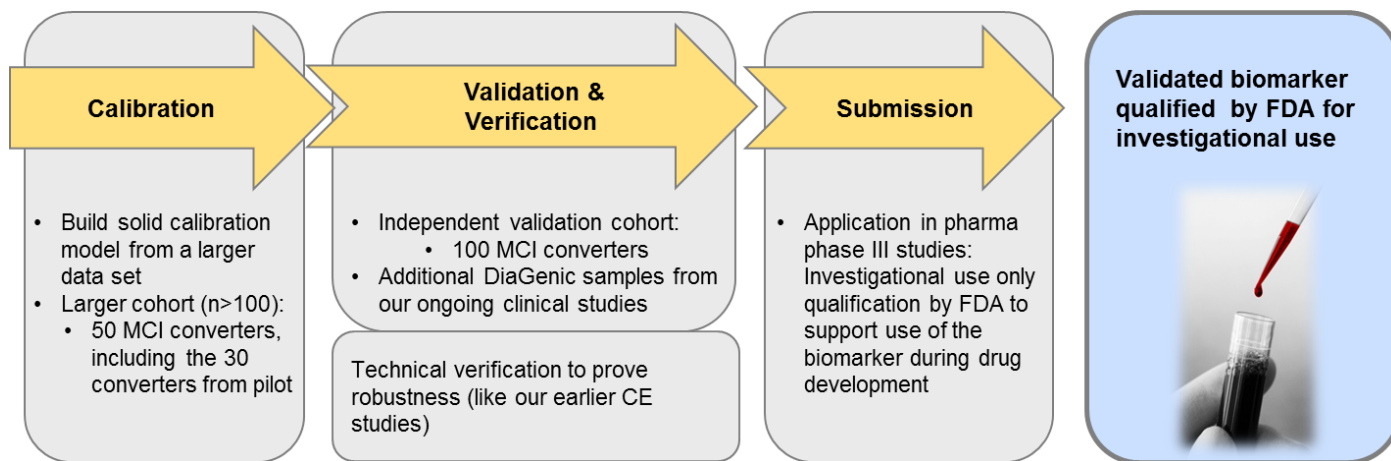 Calibration
• Build solid calibration
model from a larger
data set
• Larger cohort (n>100):
• 50 MCI converters,
including the 30
converters from pilot
Validation &
Verification
• Independent validation cohort:
• 100 MCI converters
• Additional DiaGenic samples from
our ongoing clinical studies
Technical verification to prove
robustness (like our earlier CE
studies)
Submission
• Application in pharma
phase III studies:
Investigational use only
qualification by FDA to
support use of the
biomarker during drug
development
Validated biomarker
qualified by FDA for
investigational use